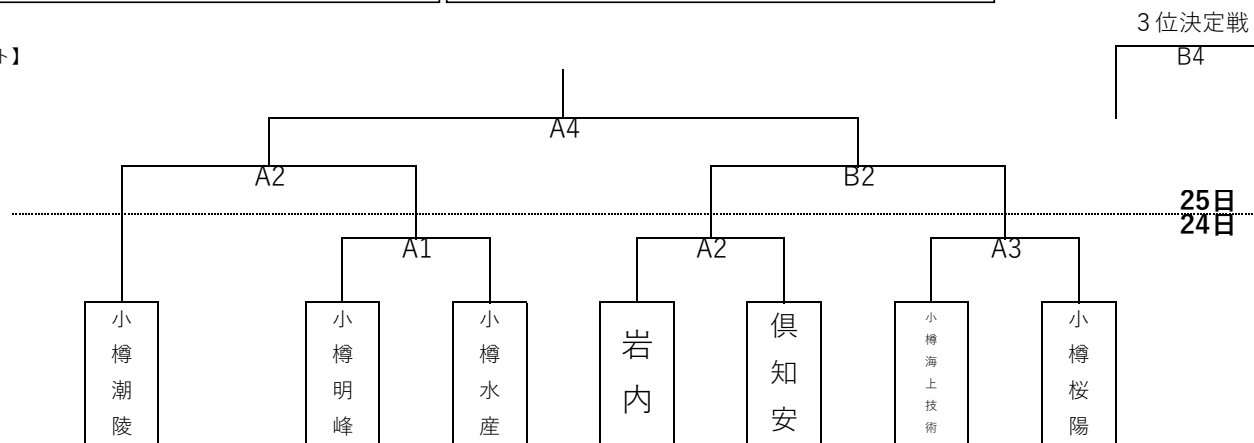 ３位決定戦
ト】
B4
A4
A2
B2
25日
24日
A1
A2
A3
小樽潮陵
小樽明峰
小樽水産
岩内
倶知安
小樽海上技術
小樽桜陽